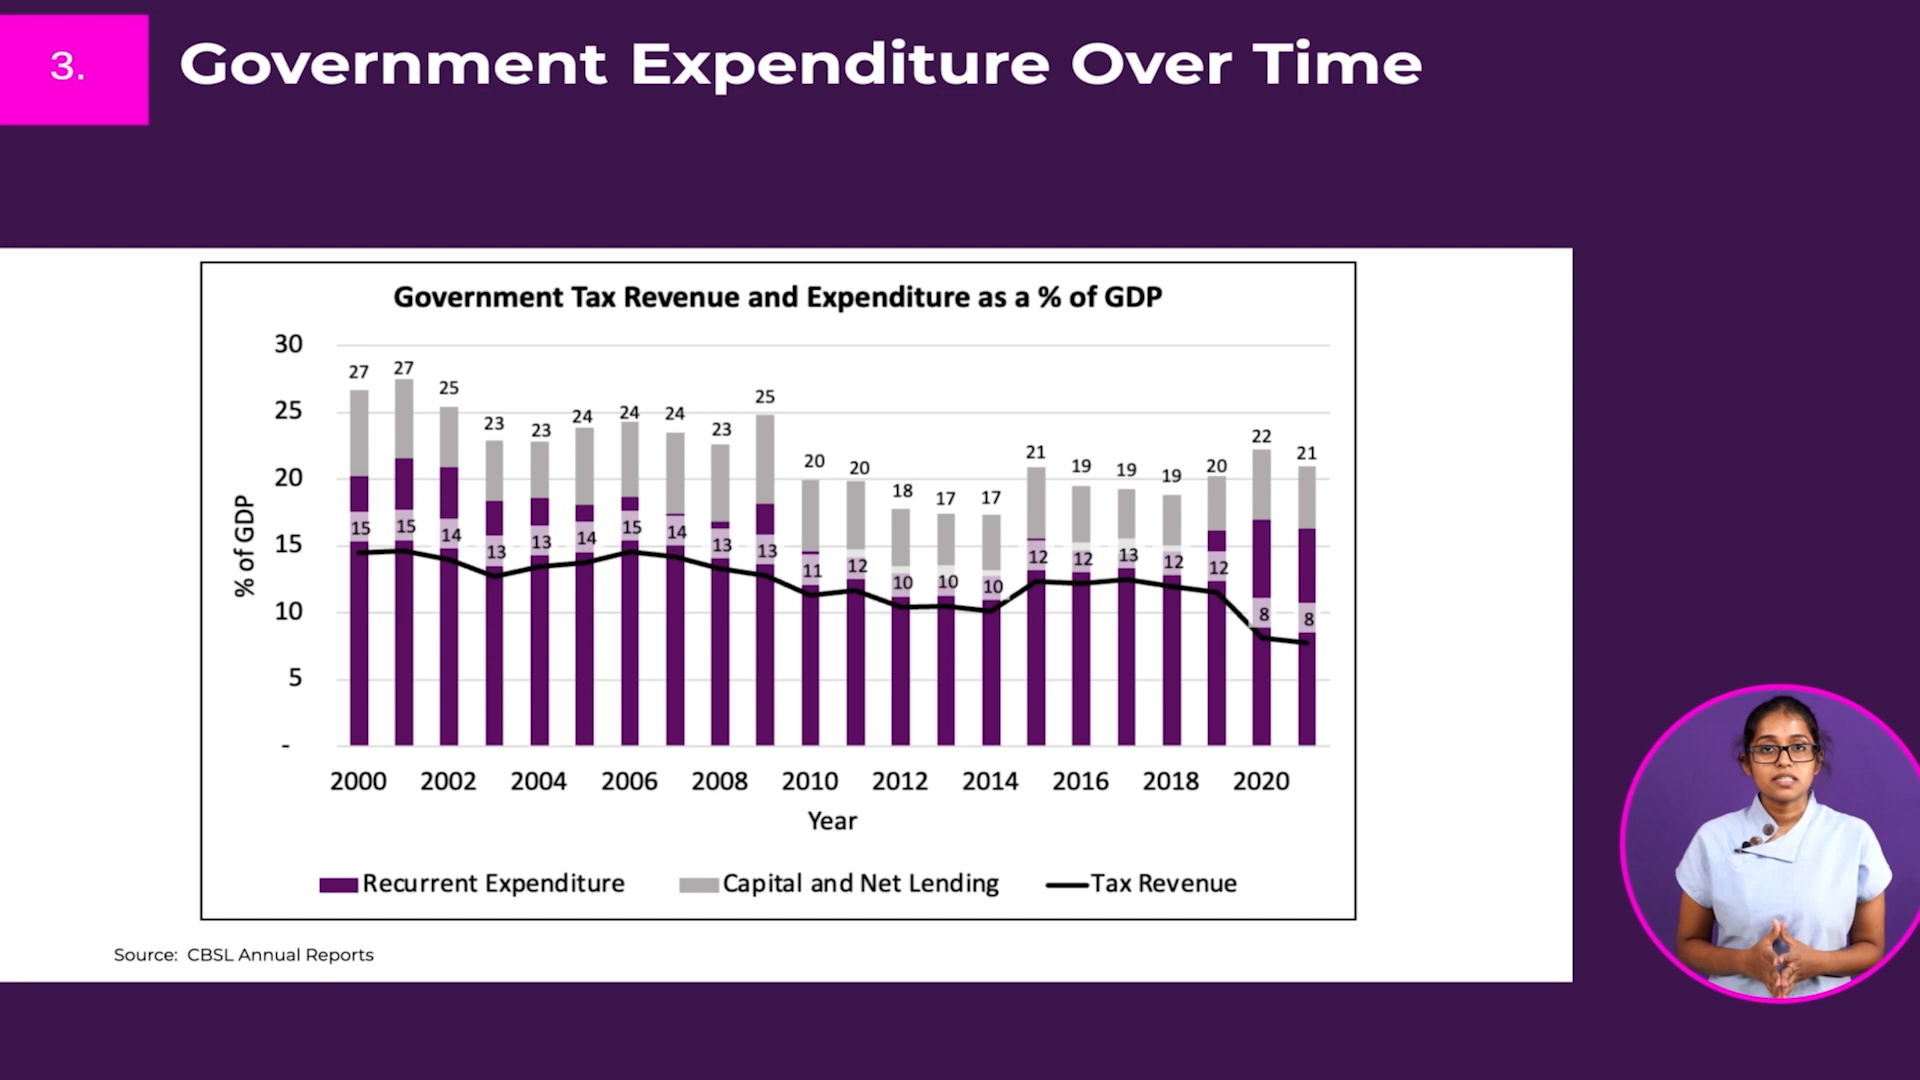 3.
Government Expenditure Over Time
Government Tax Revenue and Expenditure as a % of GDP
% of GDP
30
25
20
15
10
5
-
27 27 25 23 23 24 24 24 23 25 20 20 18 17 17 21 19 19 19 20 22 21
15 15 14 13 13 14 15 14 13 13 11 12 10 10 10 12 12 13 12 12 8 8
2000 2002 2004 2006 2008 2010 2012 2014 2016 2018 2020
Year
Recurrent Expenditure Capital and Net Lending Tax Revenue
Source: CBSL Annual Reports